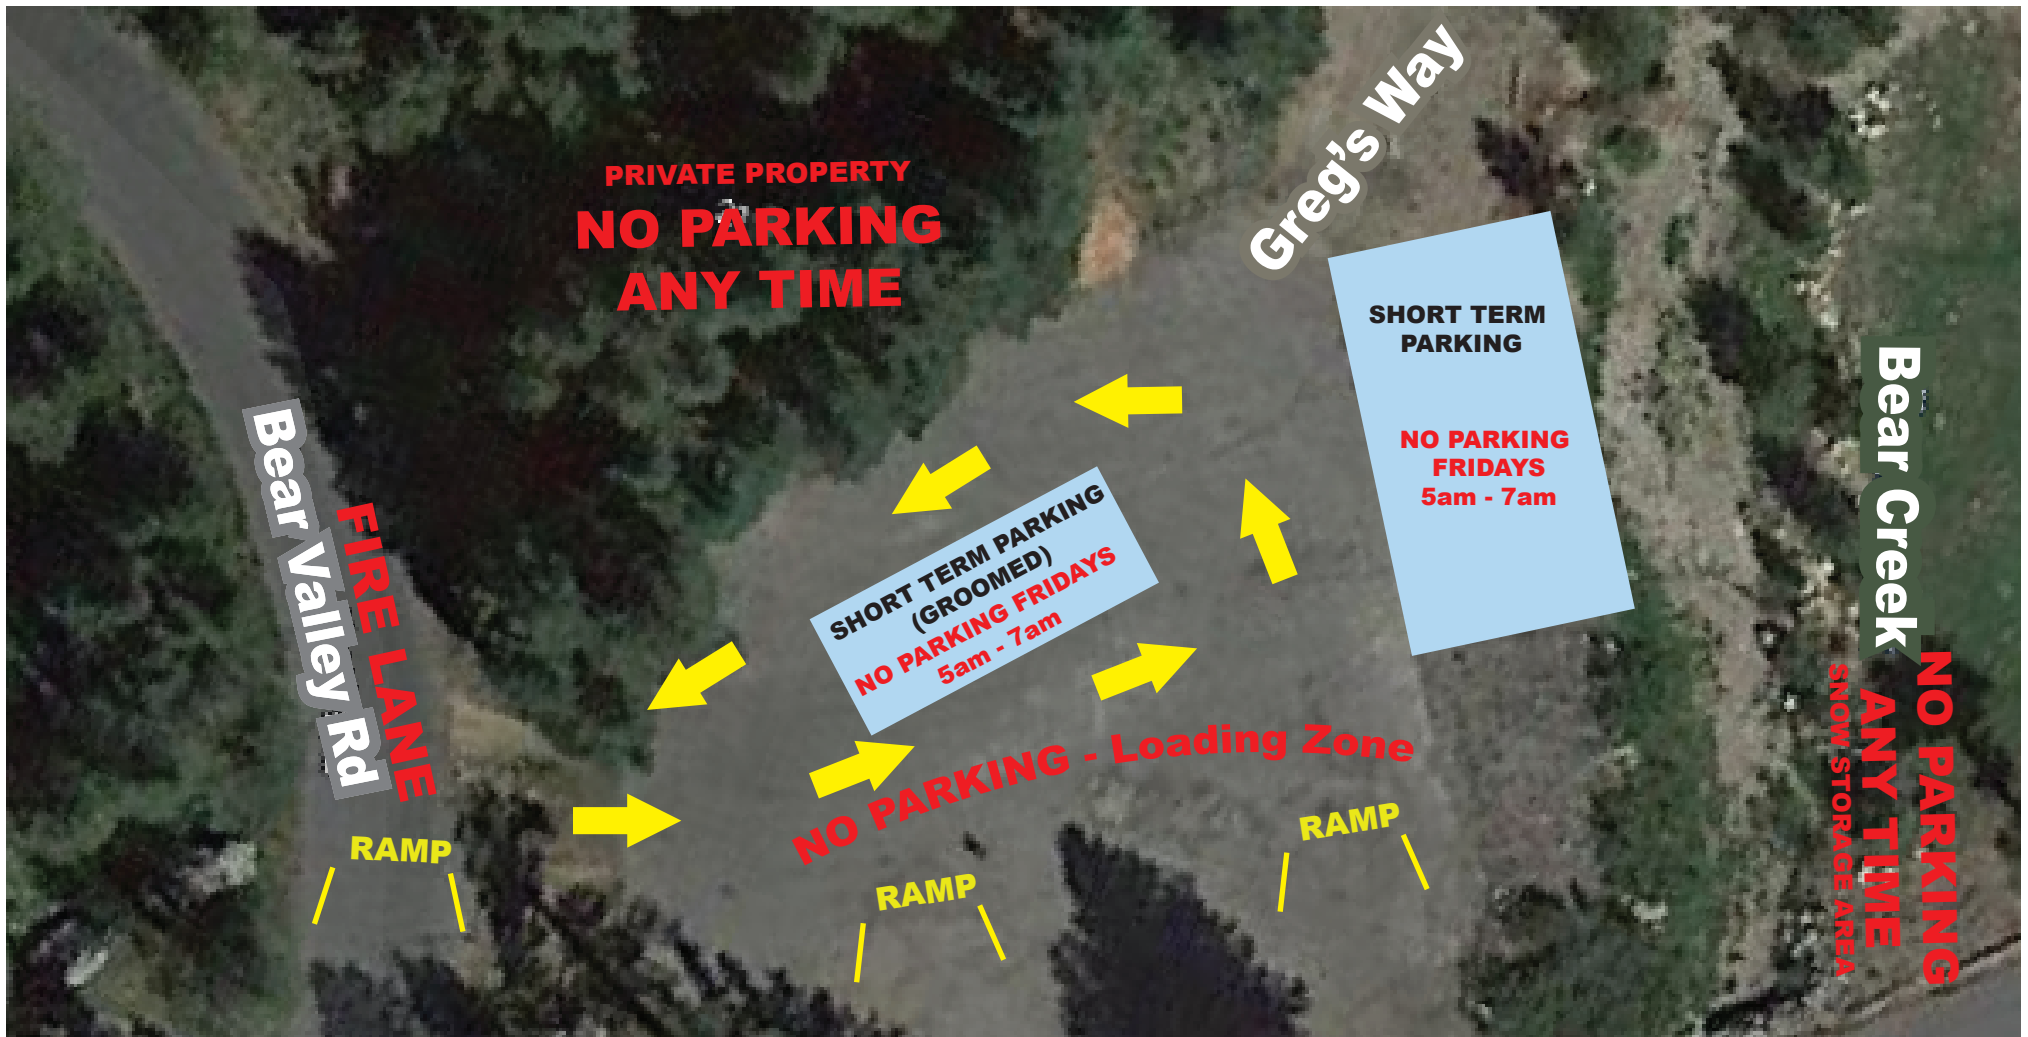 Greg's Way
PRIVATE PROPERTY
NO PARKING
ANY TIME
SHORT TERM
PARKING
NO PARKING
FRIDAYS
5am - 7am
Bear Creek
NO PARKING
ANY TIME
SNOW STORAGE AREA
Bear Valley Rd
FIRE LANE
SHORT TERM PARKING
(GROOMED)
NO PARKING FRIDAYS
5am - 7am
NO PARKING - Loading Zone
RAMP
RAMP
RAMP